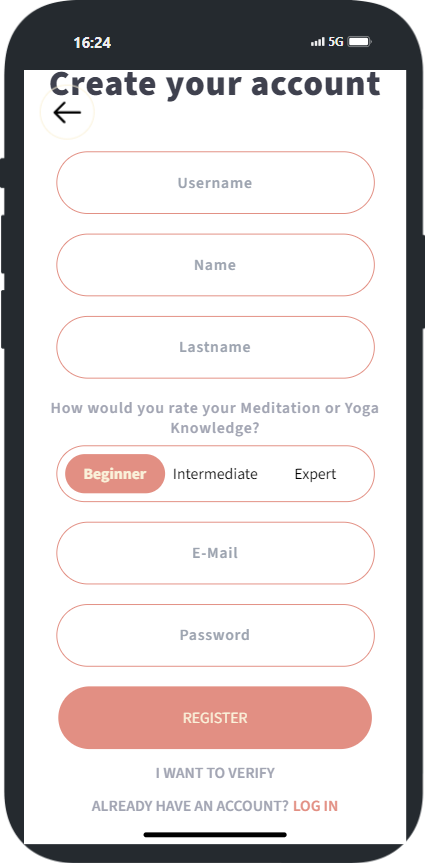 16:24
5G
Create your account
Username
Name
Lastname
How would you rate your Meditation or Yoga
Knowledge?
Beginner Intermediate Expert
E-Mail
Password
REGISTER
I WANT TO VERIFY
ALREADY HAVE AN ACCOUNT? LOG IN